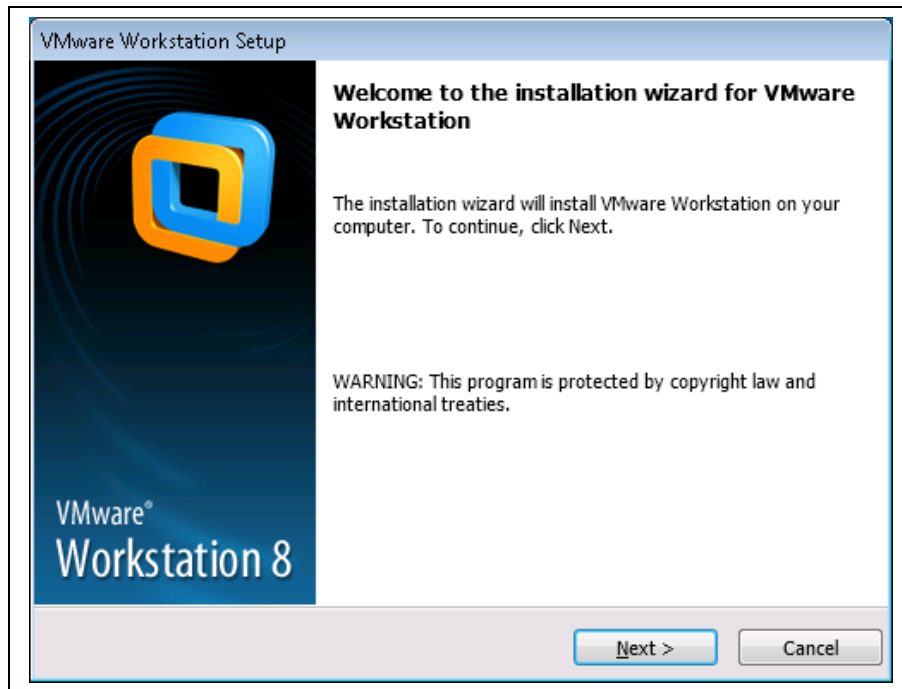 VMware Workstation Setup
Welcome to the installation wizard for VMware
Workstation
The installation wizard will install VMware Workstation on your
computer. To continue, click Next.
WARNING: This program is protected by copyright law and
international treaties.
VMware®
Workstation 8
Next >
Cancel